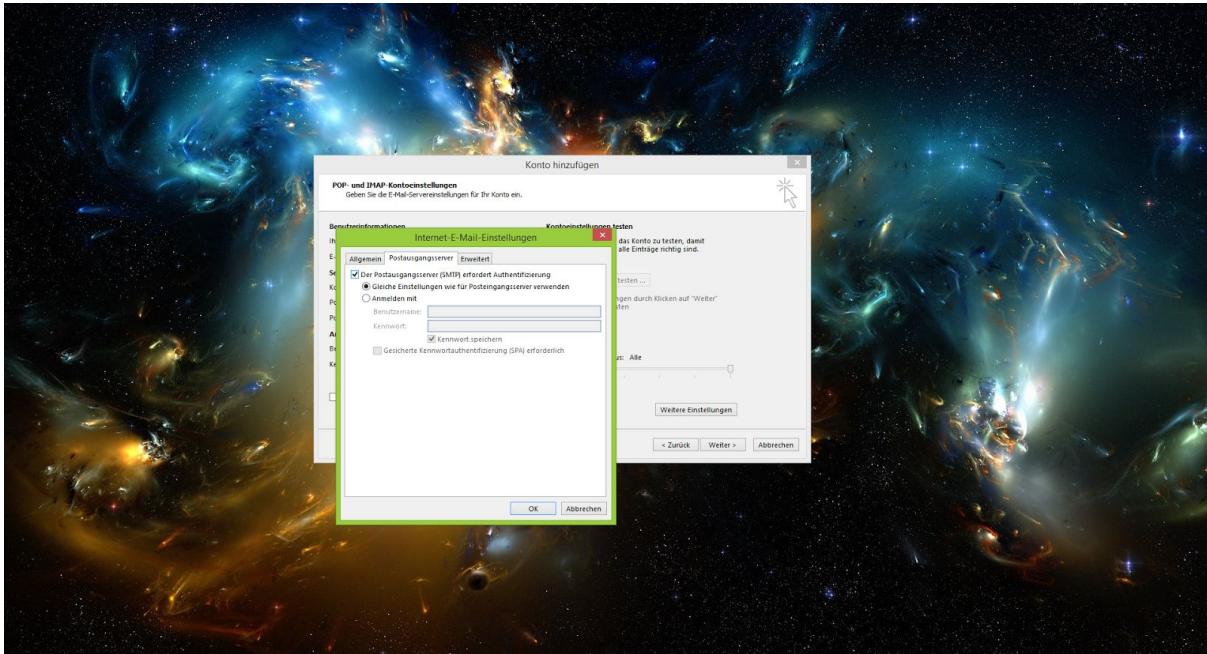 Konto hinzufügen
POP- und IMAP-Kontoeinstellungen
Geben Sie die E-Mail-Servereinstellungen für Ihr Konto ein.
Benutzerinformationen
Kontoeinstellungen testen
das Konto zu testen, damit
alle Einträge richtig sind.
testen ...
durch Klicken auf "Weiter"
Alle
Weitere Einstellungen
< Zurück Weiter > Abbrechen
Internet-E-Mail-Einstellungen
Allgemein Postausgangsserver Erweitert
Der Postausgangsserver (SMTP) erfordert Authentifizierung
Gleiche Einstellungen wie für Posteingangsserver verwenden
Anmelden mit
Benutzername:
Kennwort:
Kennwort speichern
Gesicherte Kennwortauthentifizierung (SPA) erforderlich
OK Abbrechen